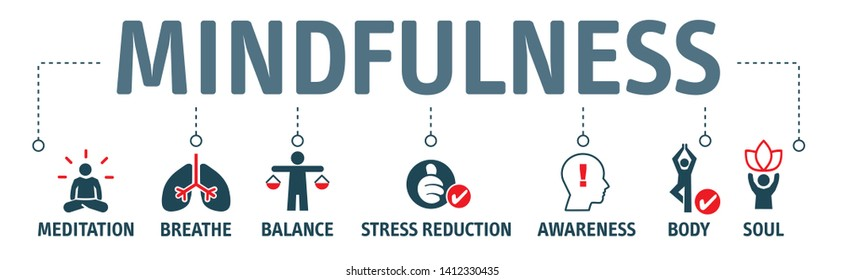 MINDFULNESS
MEDITATION BREATHE BALANCE STRESS REDUCTION AWARENESS BODY SOUL
shutterstock.com · 1412330435